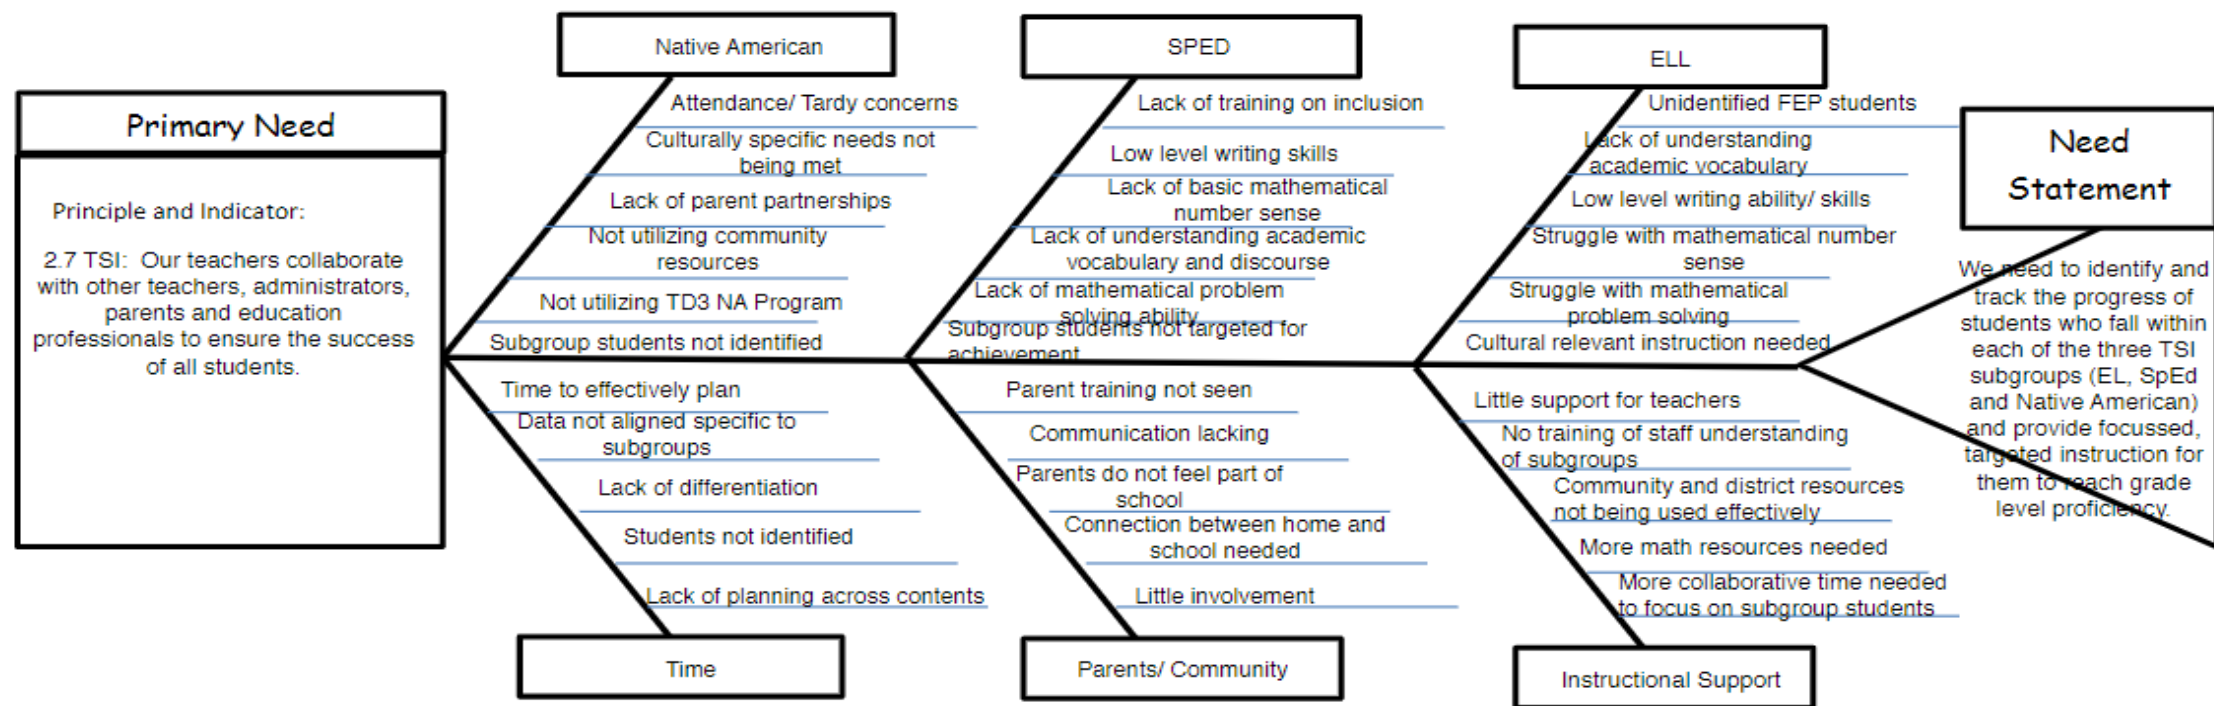 Primary Need
Principle and Indicator:
2.7 TSI: Our teachers collaborate
with other teachers, administrators,
parents and education
professionals to ensure the success
of all students.
Native American
Attendance/ Tardy concerns
Culturally specific needs not
being met
Lack of parent partnerships
Not utilizing community
resources
Not utilizing TD3 NA Program
Subgroup students not identified
SPED
Lack of training on inclusion
Low level writing skills
Lack of basic mathematical
number sense
Lack of understanding academic
vocabulary and discourse
Lack of mathematical problem
solving ability
Subgroup students not targeted for
achievement
ELL
Unidentified FEP students
Lack of understanding
academic vocabulary
Low level writing ability/ skills
Struggle with mathematical number
sense
Struggle with mathematical
problem solving
Cultural relevant instruction needed
Time to effectively plan
Data not aligned specific to
subgroups
Lack of differentiation
Students not identified
Lack of planning across contents
Time
Parent training not seen
Communication lacking
Parents do not feel part of
school
Connection between home and
school needed
Little involvement
Parents/ Community
Little support for teachers
No training of staff understanding
of subgroups
Community and district resources
not being used effectively
More math resources needed
More collaborative time needed
to focus on subgroup students
Instructional Support
Need
Statement
We need to identify and
track the progress of
students who fall within
each of the three TSI
subgroups (EL, SpEd
and Native American)
and provide focussed,
targeted instruction for
them to reach grade
level proficiency.